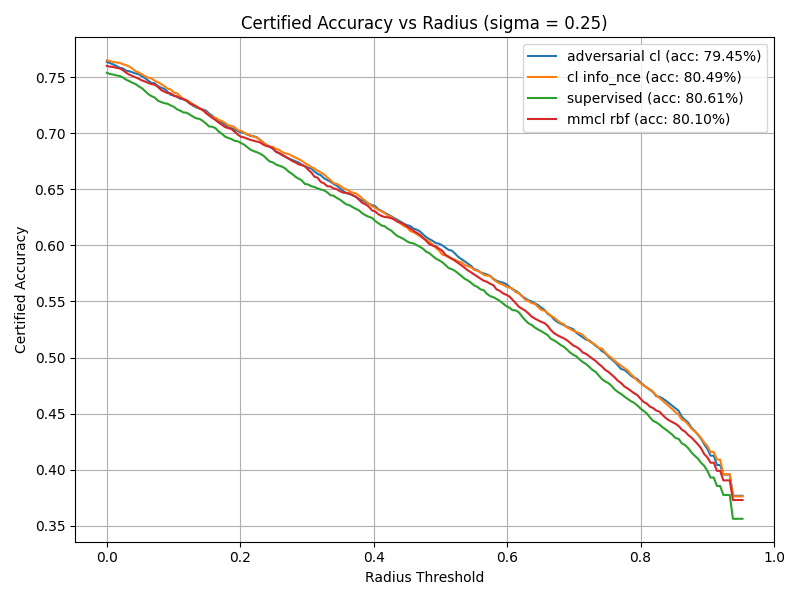 Certified Accuracy vs Radius (sigma = 0.25)
adversarial cl (acc: 79.45%)
cl info_nce (acc: 80.49%)
supervised (acc: 80.61%)
mmcl rbf (acc: 80.10%)
Certified Accuracy
0.75
0.70
0.65
0.60
0.55
0.50
0.45
0.40
0.35
0.0 0.2 0.4 0.6 0.8 1.0
Radius Threshold